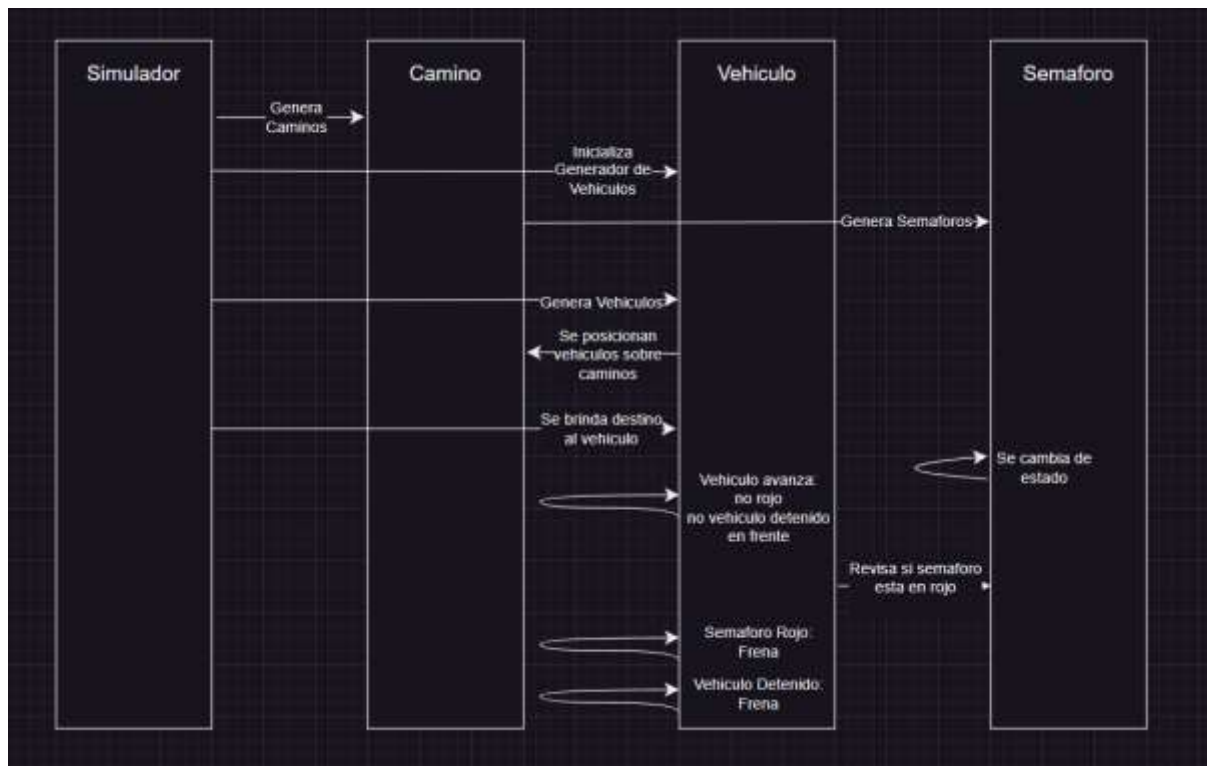 Simulador
Camino
Vehiculo
Semaforo
Genera
Caminos
Inicializa
Generador de
Vehiculos
Genera Semaforos
Genera Vehiculos
Se posicionan
vehiculos sobre
caminos
Se brinda destino
al vehiculo
Se cambia de
estado
Vehiculo avanza:
no rojo
no vehiculo detenido
en frente
Revisa si semaforo
esta en rojo
Semaforo Rojo:
Frena
Vehiculo Detenido:
Frena